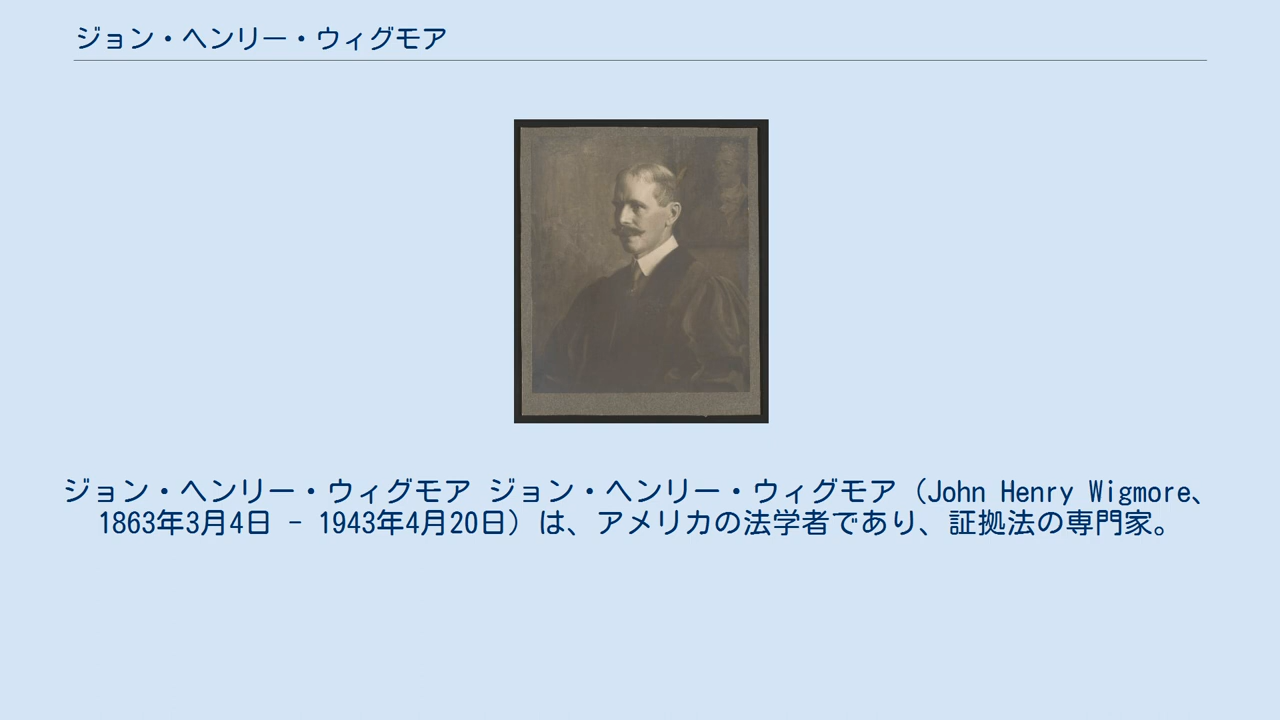 ジョン・ヘンリー・ウィグモア
ジョン・ヘンリー・ウィグモア ジョン・ヘンリー・ウィグモア（John Henry Wigmore、
1863年3月4日 - 1943年4月20日）は、アメリカの法学者であり、証拠法の専門家。